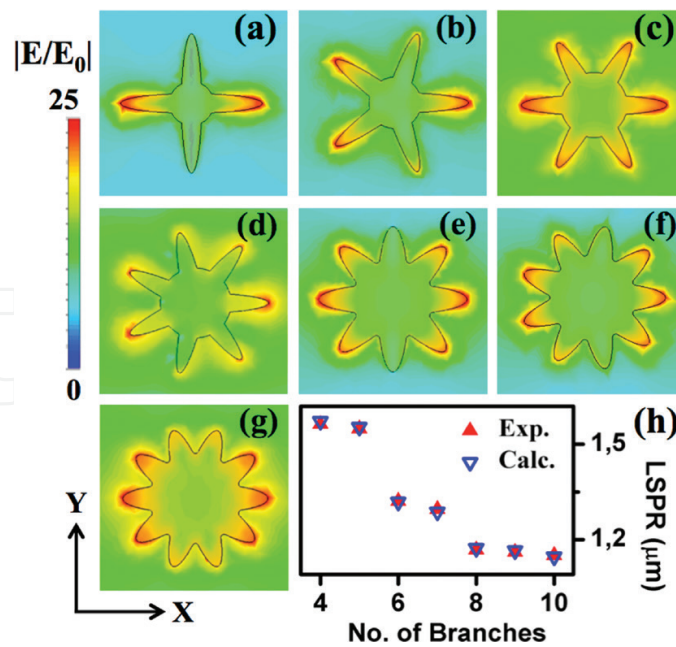 |E/E0|
25
0
(a)
(b)
(c)
(d)
(e)
(f)
(g)
Y
X
(h)
Exp.
Calc.
1,5
1,2
LSPR (μm)
4 6 8 10
No. of Branches